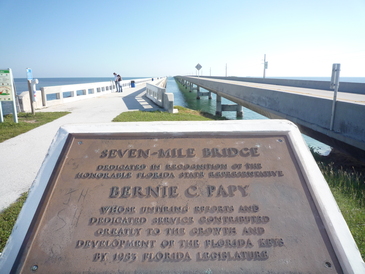 SEVEN-MILE BRIDGE
DEDICATED IN RECOGNITION OF THE
HONORABLE FLORIDA STATE REPRESENTATIVE
BERNIE C. PAPY
WHOSE UNTIRING EFFORTS AND
DEDICATED SERVICE CONTRIBUTED
GREATLY TO THE GROWTH AND
DEVELOPMENT OF THE FLORIDA KEYS
BY 1935 FLORIDA LEGISLATURE